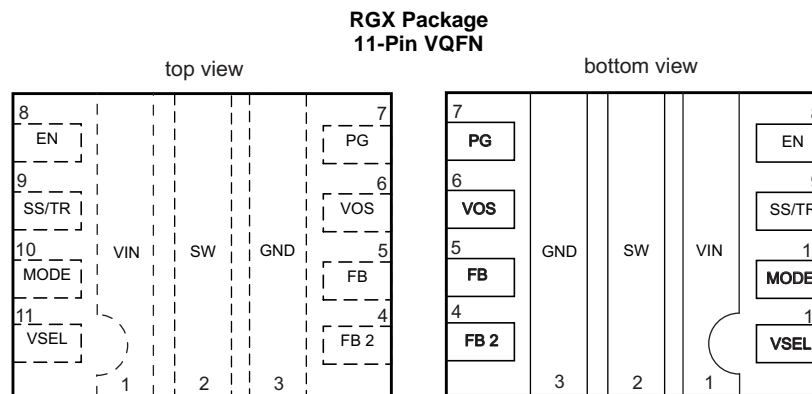 RGX Package
11-Pin VQFN
top view
8
EN
9
SS/TR
10
MODE
11
VSEL
VIN
1
SW
2
GND
3
7
PG
6
VOS
5
FB
4
FB 2
bottom view
7
PG
6
VOS
5
FB
4
FB 2
GND
3
SW
2
VIN
1
EN
SS/TR
MODE
VSEL